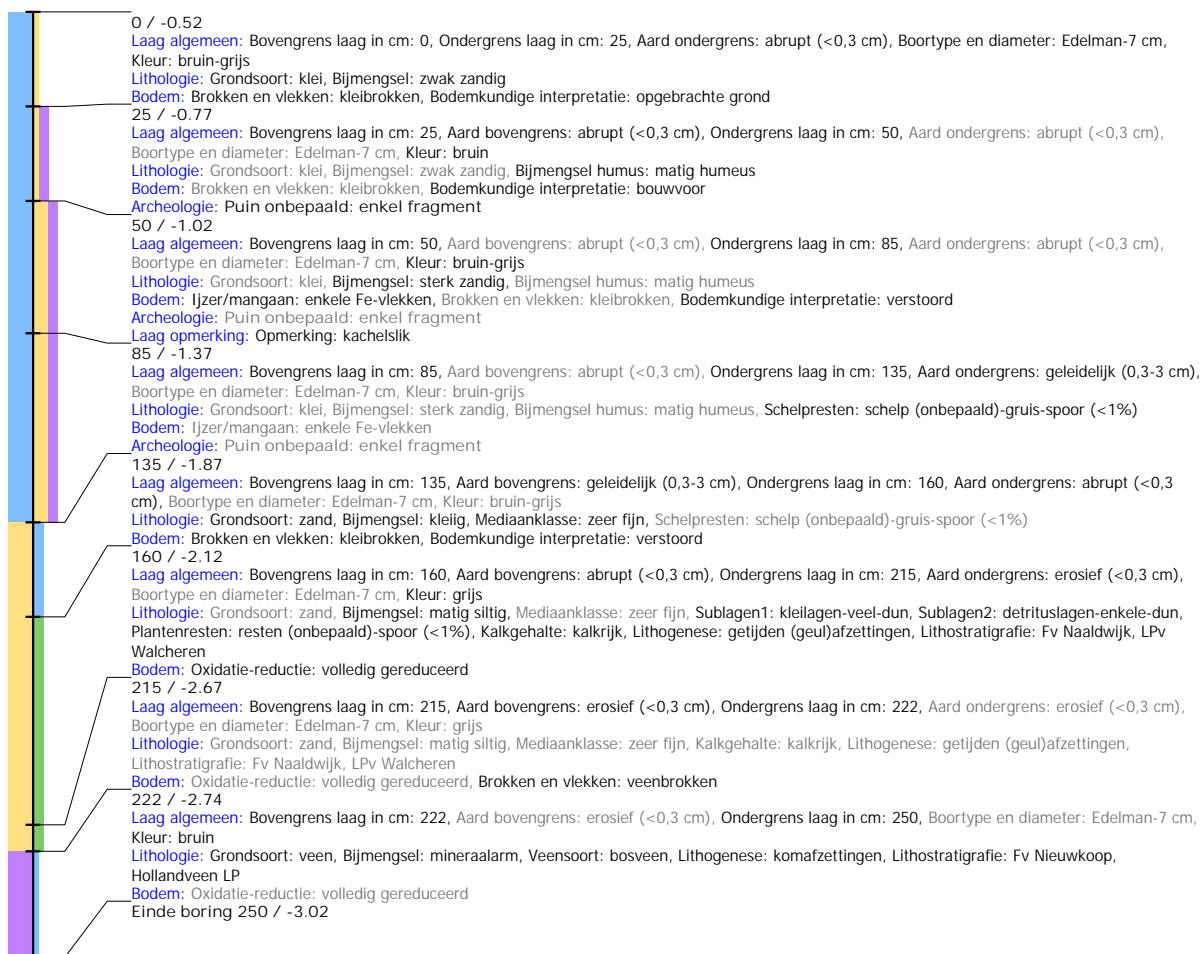 0 / -0.52
Laag algemeen: Bovengrens laag in cm: 0, Ondergrens laag in cm: 25, Aard ondergrens: abrupt (<0,3 cm), Boortype en diameter: Edelman-7 cm,
Kleur: bruin-grijs
Lithologie: Grondsoort: klei, Bijmengsel: zwak zandig
Bodem: Brokken en vlekken: kleibrokken, Bodemkundige interpretatie: opgebrachte grond
25 / -0.77
Laag algemeen: Bovengrens laag in cm: 25, Aard bovengrens: abrupt (<0,3 cm), Ondergrens laag in cm: 50, Aard ondergrens: abrupt (<0,3 cm),
Boortype en diameter: Edelman-7 cm, Kleur: bruin
Lithologie: Grondsoort: klei, Bijmengsel: zwak zandig, Bijmengsel humus: matig humeus
Bodem: Brokken en vlekken: kleibrokken, Bodemkundige interpretatie: bouwvoor
Archeologie: Puin onbepaald: enkel fragment
50 / -1.02
Laag algemeen: Bovengrens laag in cm: 50, Aard bovengrens: abrupt (<0,3 cm), Ondergrens laag in cm: 85, Aard ondergrens: abrupt (<0,3 cm),
Boortype en diameter: Edelman-7 cm, Kleur: bruin-grijs
Lithologie: Grondsoort: klei, Bijmengsel: sterk zandig, Bijmengsel humus: matig humeus
Bodem: Ijzer/mangaan: enkele Fe-vlekken, Brokken en vlekken: kleibrokken, Bodemkundige interpretatie: verstoord
Archeologie: Puin onbepaald: enkel fragment
Laag opmerking: Opmerking: kachelslik
85 / -1.37
Laag algemeen: Bovengrens laag in cm: 85, Aard bovengrens: abrupt (<0,3 cm), Ondergrens laag in cm: 135, Aard ondergrens: geleidelijk (0,3-3 cm),
Boortype en diameter: Edelman-7 cm, Kleur: bruin-grijs
Lithologie: Grondsoort: klei, Bijmengsel: sterk zandig, Bijmengsel humus: matig humeus, Schelpresten: schelp (onbepaald)-gruis-spoor (<1%)
Bodem: Ijzer/mangaan: enkele Fe-vlekken
Archeologie: Puin onbepaald: enkel fragment
135 / -1.87
Laag algemeen: Bovengrens laag in cm: 135, Aard bovengrens: geleidelijk (0,3-3 cm), Ondergrens laag in cm: 160, Aard ondergrens: abrupt (<0,3
cm), Boortype en diameter: Edelman-7 cm, Kleur: bruin-grijs
Lithologie: Grondsoort: zand, Bijmengsel: kleiig, Mediaanklasse: zeer fijn, Schelpresten: schelp (onbepaald)-gruis-spoor (<1%)
Bodem: Brokken en vlekken: kleibrokken, Bodemkundige interpretatie: verstoord
160 / -2.12
Laag algemeen: Bovengrens laag in cm: 160, Aard bovengrens: abrupt (<0,3 cm), Ondergrens laag in cm: 215, Aard ondergrens: erosief (<0,3 cm),
Boortype en diameter: Edelman-7 cm, Kleur: grijs
Lithologie: Grondsoort: zand, Bijmengsel: matig siltig, Mediaanklasse: zeer fijn, Sublagen1: kleilagen-veel-dun, Sublagen2: detrituslagen-enkele-dun,
Plantenresten: resten (onbepaald)-spoor (<1%), Kalkgehalte: kalkrijk, Lithogenese: getijden (geul)afzettingen, Lithostratigrafie: Fv Naaldwijk, LPv
Walcheren
Bodem: Oxidatie-reductie: volledig gereduceerd
215 / -2.67
Laag algemeen: Bovengrens laag in cm: 215, Aard bovengrens: erosief (<0,3 cm), Ondergrens laag in cm: 222, Aard ondergrens: erosief (<0,3 cm),
Boortype en diameter: Edelman-7 cm, Kleur: grijs
Lithologie: Grondsoort: zand, Bijmengsel: matig siltig, Mediaanklasse: zeer fijn, Kalkgehalte: kalkrijk, Lithogenese: getijden (geul)afzettingen,
Lithostratigrafie: Fv Naaldwijk, LPv Walcheren
Bodem: Oxidatie-reductie: volledig gereduceerd, Brokken en vlekken: veenbrokken
222 / -2.74
Laag algemeen: Bovengrens laag in cm: 222, Aard bovengrens: erosief (<0,3 cm), Ondergrens laag in cm: 250, Boortype en diameter: Edelman-7 cm,
Kleur: bruin
Lithologie: Grondsoort: veen, Bijmengsel: mineraalarm, Veensoort: bosveen, Lithogenese: komafzettingen, Lithostratigrafie: Fv Nieuwkoop,
Hollandveen LP
Bodem: Oxidatie-reductie: volledig gereduceerd
Einde boring 250 / -3.02